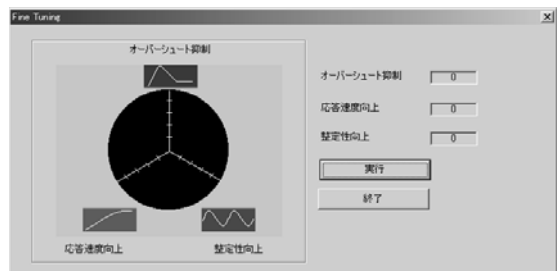 Fine Tuning
オーバーシュート抑制
応答速度向上
整定性向上
オーバーシュート抑制 0
応答速度向上 0
整定性向上 0
実行
終了